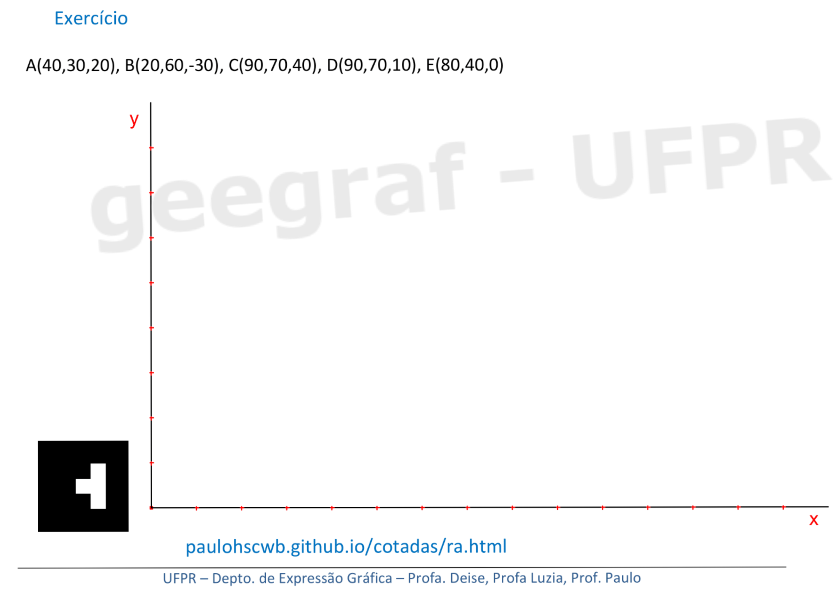 Exercício
A(40,30,20), B(20,60,-30), C(90,70,40), D(90,70,10), E(80,40,0)
y
geegraf - UFPR
x
paulohscwb.github.io/cotadas/ra.html
UFPR – Depto. de Expressão Gráfica – Profa. Deise, Profa Luzia, Prof. Paulo